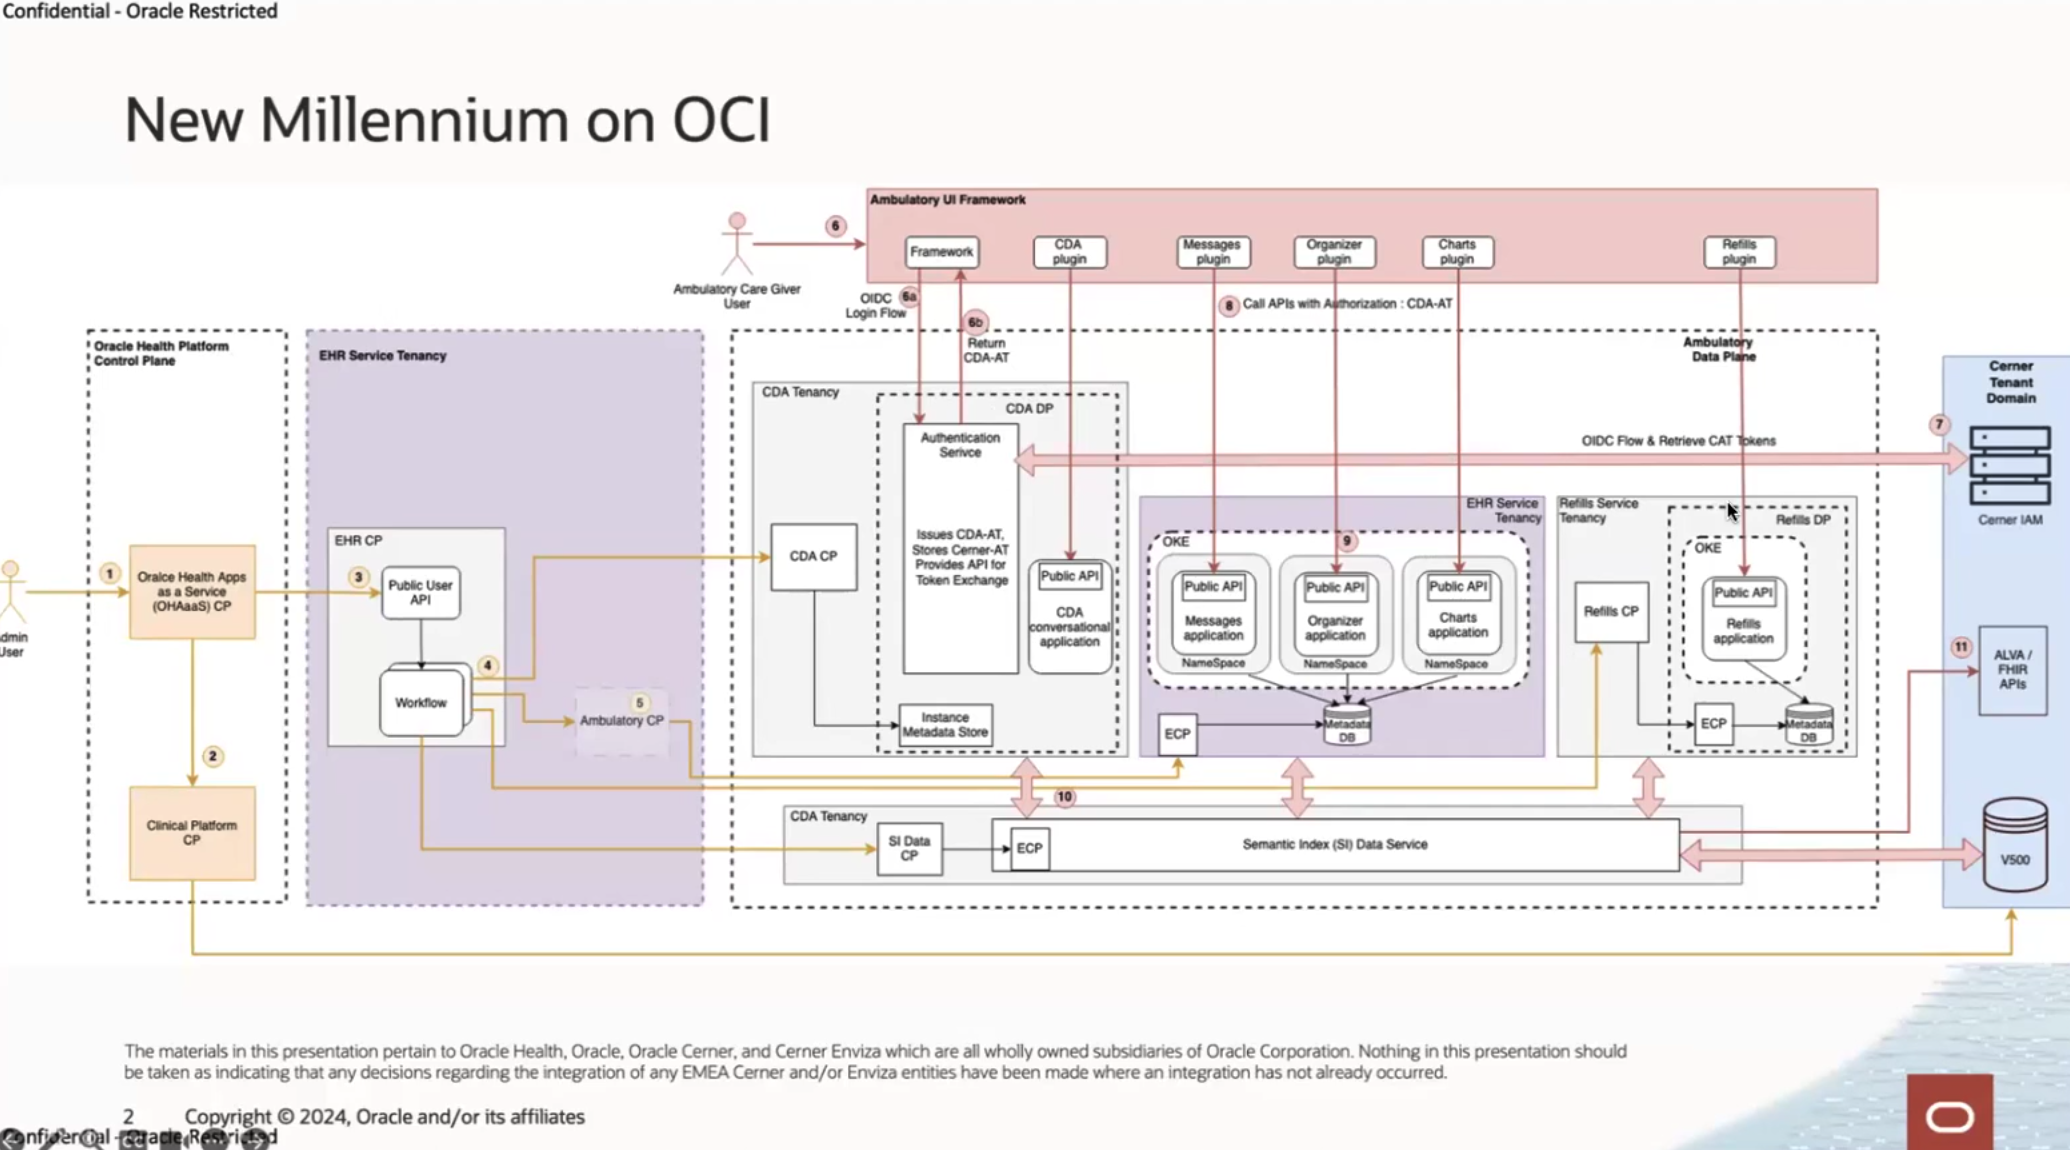 Confidential - Oracle Restricted
New Millennium on OCI
Ambulatory UI Framework
6
Framework
CDA
plugin
Messages
plugin
Organizer
plugin
Charts
plugin
Refills
plugin
Ambulatory Care Giver
User
OIDC
Login Flow
6a
6b
Return
CDA-AT
8
Call APIs with Authorization : CDA-AT
Oracle Health Platform
Control Plane
EHR Service Tenancy
Ambulatory
Data Plane
Cerner
Tenant
Domain
CDA Tenancy
CDA DP
Authentication
Serivce
Issues CDA-AT,
Stores Cerner-AT
Provides API for
Token Exchange
7
OIDC Flow & Retrieve CAT Tokens
Cerner IAM
EHR Service
Tenancy
Refills Service
Tenancy
Refills DP
OKE
9
OKE
EHR CP
CDA CP
1
Oralce Health Apps
as a Service
(OHAaaS) CP
3
Public User
API
Public API
CDA
conversational
application
Public API
Messages
application
NameSpace
Public API
Organizer
application
NameSpace
Public API
Charts
application
NameSpace
Refills CP
Public API
Refills
application
dmin
User
11
ALVA /
FHIR
APIs
4
Workflow
5
Ambulatory CP
Instance
Metadata Store
ECP
Metadata
DB
ECP
Metadata
DB
2
10
Clinical Platform
CP
CDA Tenancy
SI Data
CP
ECP
Semantic Index (SI) Data Service
V500
The materials in this presentation pertain to Oracle Health, Oracle, Oracle Cerner, and Cerner Enviza which are all wholly owned subsidiaries of Oracle Corporation. Nothing in this presentation should
be taken as indicating that any decisions regarding the integration of any EMEA Cerner and/or Enviza entities have been made where an integration has not already occurred.
2 Copyright © 2024, Oracle and/or its affiliates
Confidential - Oracle Restricted